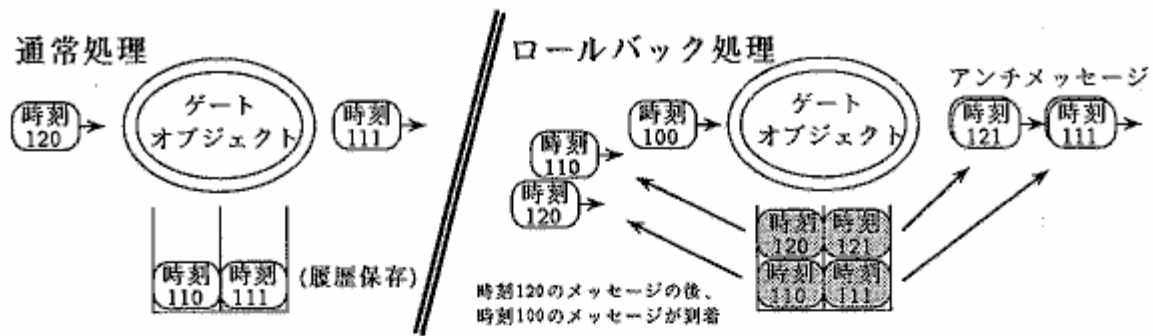 通常処理
時刻
120
ゲート
オブジェクト
時刻
111
時刻
110
時刻
111
(履歴保存)
ロールバック処理
アンチメッセージ
時刻
100
ゲート
オブジェクト
時刻
121
時刻
111
時刻
110
時刻
120
時刻
120
時刻
121
時刻
110
時刻
111
時刻120のメッセージの後、
時刻100のメッセージが到着